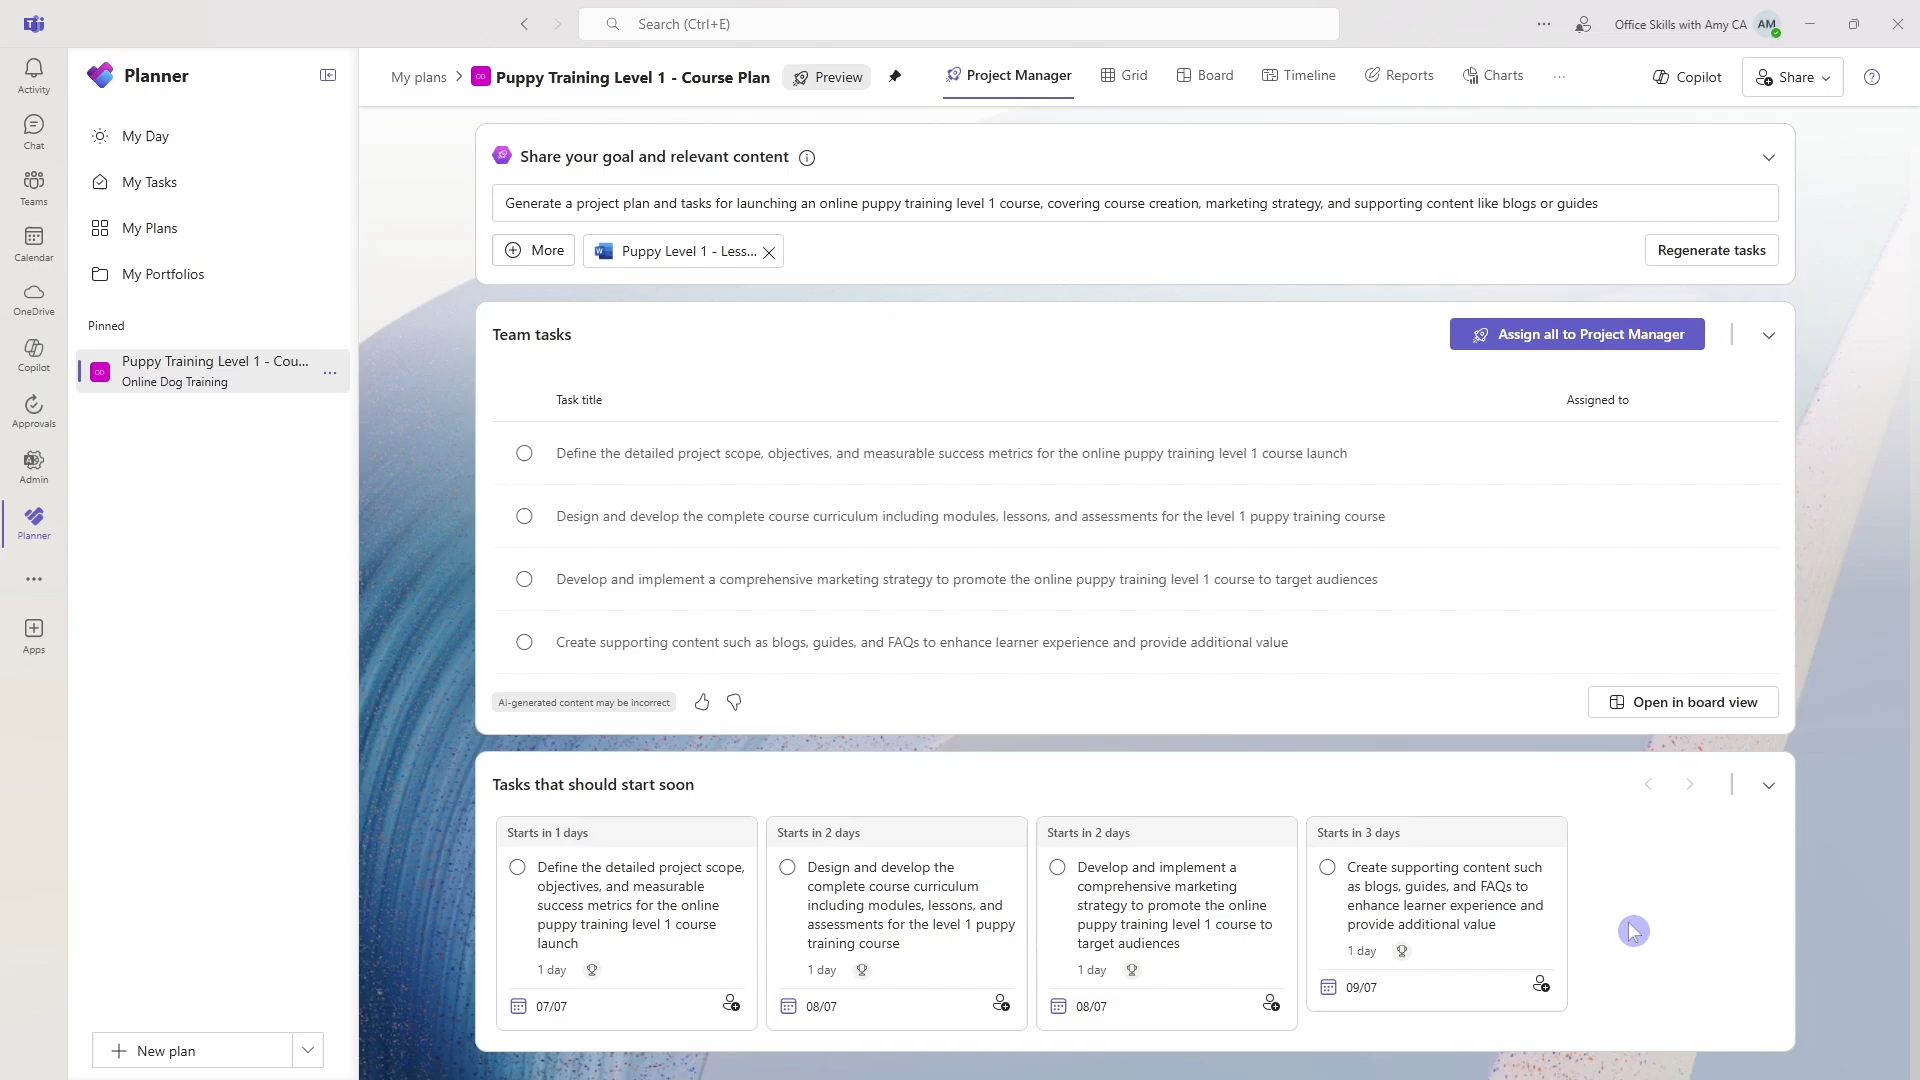 Search (Ctrl+E)
Office Skills with Amy CA
AM
Activity
Chat
Teams
Calendar
OneDrive
Copilot
Approvals
Admin
Planner
Apps
Planner
My Day
My Tasks
My Plans
My Portfolios
Pinned
Puppy Training Level 1 - Cou...
Online Dog Training
New plan
My plans
Puppy Training Level 1 - Course Plan
Preview
Project Manager
Grid
Board
Timeline
Reports
Charts
Copilot
Share
Share your goal and relevant content
Generate a project plan and tasks for launching an online puppy training level 1 course, covering course creation, marketing strategy, and supporting content like blogs or guides
More
Puppy Level 1 - Less...
Regenerate tasks
Team tasks
Assign all to Project Manager
Task title
Assigned to
Define the detailed project scope, objectives, and measurable success metrics for the online puppy training level 1 course launch
Design and develop the complete course curriculum including modules, lessons, and assessments for the level 1 puppy training course
Develop and implement a comprehensive marketing strategy to promote the online puppy training level 1 course to target audiences
Create supporting content such as blogs, guides, and FAQs to enhance learner experience and provide additional value
AI-generated content may be incorrect
Open in board view
Tasks that should start soon
Starts in 1 days
Define the detailed project scope,
objectives, and measurable
success metrics for the online
puppy training level 1 course
launch
1 day
07/07
Starts in 2 days
Design and develop the
complete course curriculum
including modules, lessons, and
assessments for the level 1 puppy
training course
1 day
08/07
Starts in 2 days
Develop and implement a
comprehensive marketing
strategy to promote the online
puppy training level 1 course to
target audiences
1 day
08/07
Starts in 3 days
Create supporting content such
as blogs, guides, and FAQs to
enhance learner experience and
provide additional value
1 day
09/07